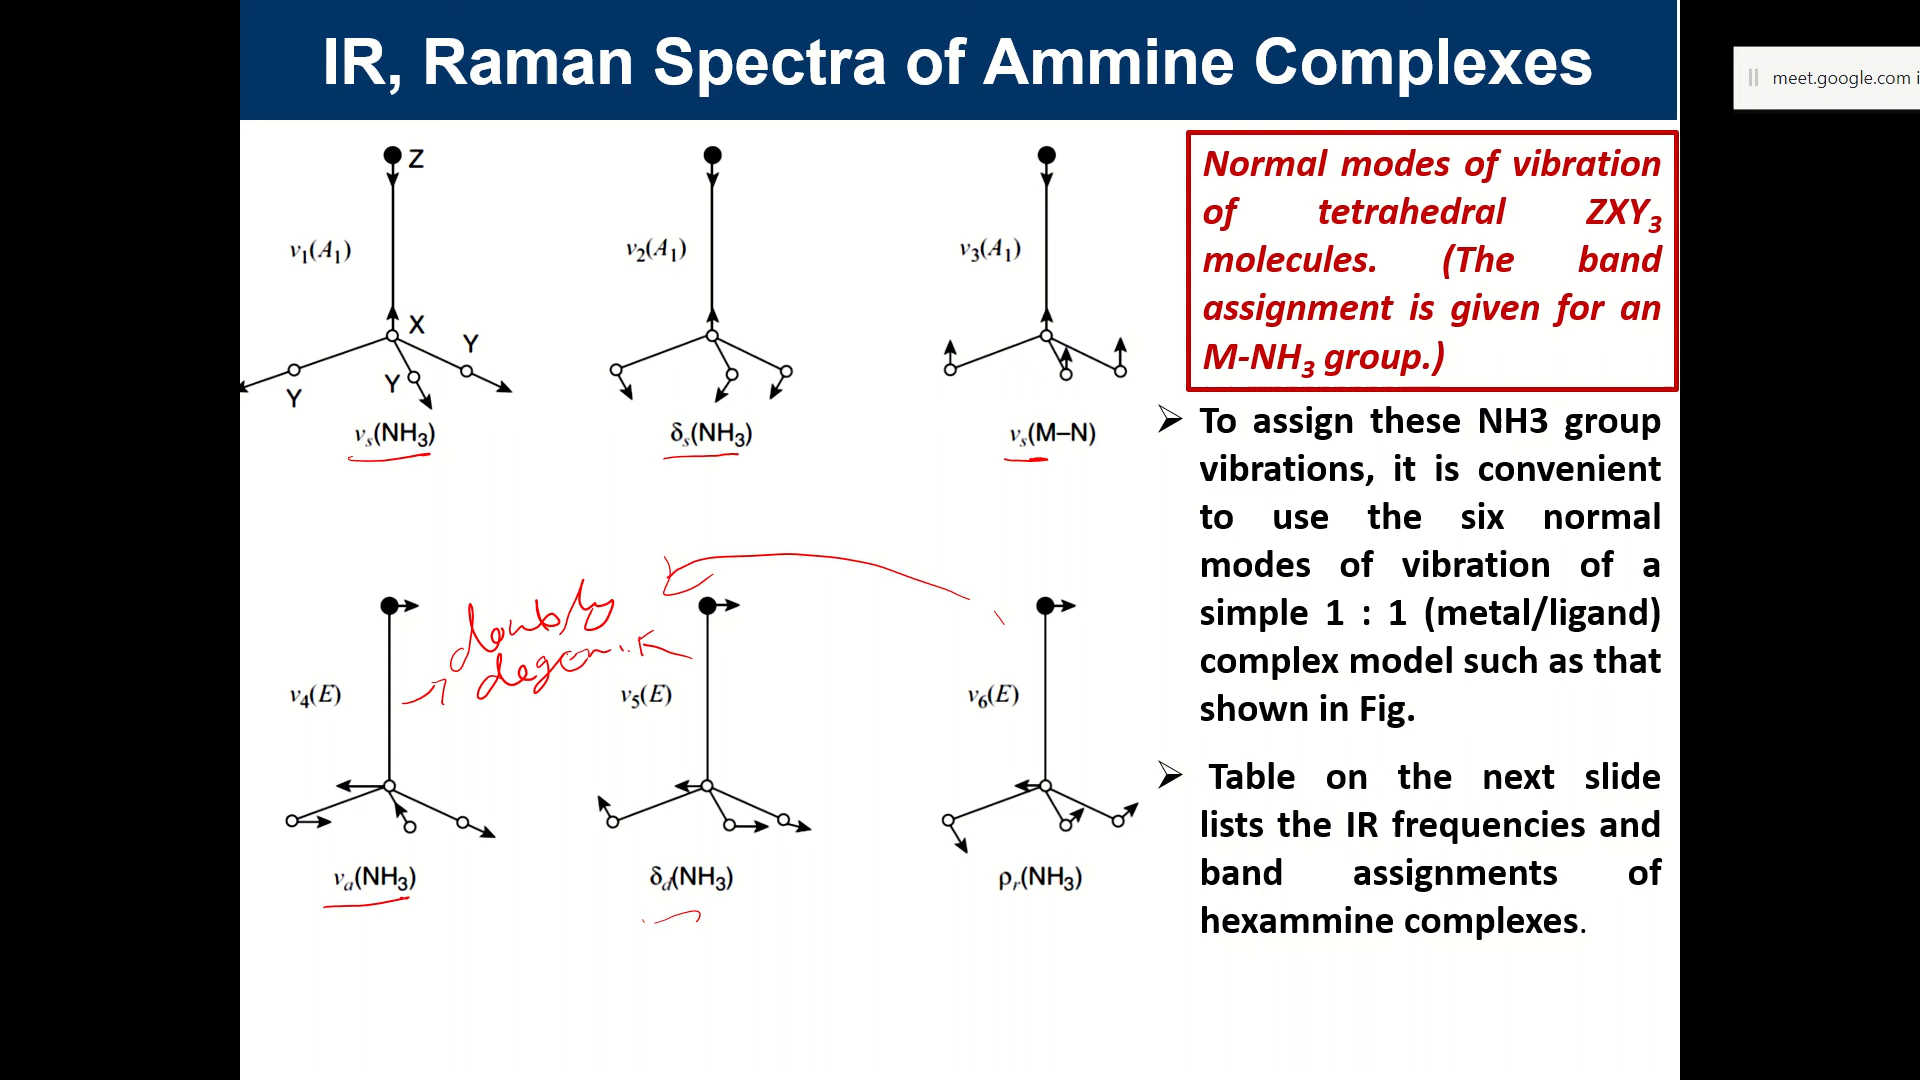 IR, Raman Spectra of Ammine Complexes
meet.google.com i
Z
ν1(A1)
X
Y
Y
Y
νs(NH3)
ν2(A1)
δs(NH3)
ν3(A1)
νs(M–N)
doubly
ν4(E)
νa(NH3)
ν5(E)
δd(NH3)
ν6(E)
ρr(NH3)
Normal modes of vibration
of tetrahedral ZXY3
molecules. (The band
assignment is given for an
M-NH3 group.)
➢ To assign these NH3 group
vibrations, it is convenient
to use the six normal
modes of vibration of a
simple 1 : 1 (metal/ligand)
complex model such as that
shown in Fig.
➢ Table on the next slide
lists the IR frequencies and
band assignments of
hexammine complexes.